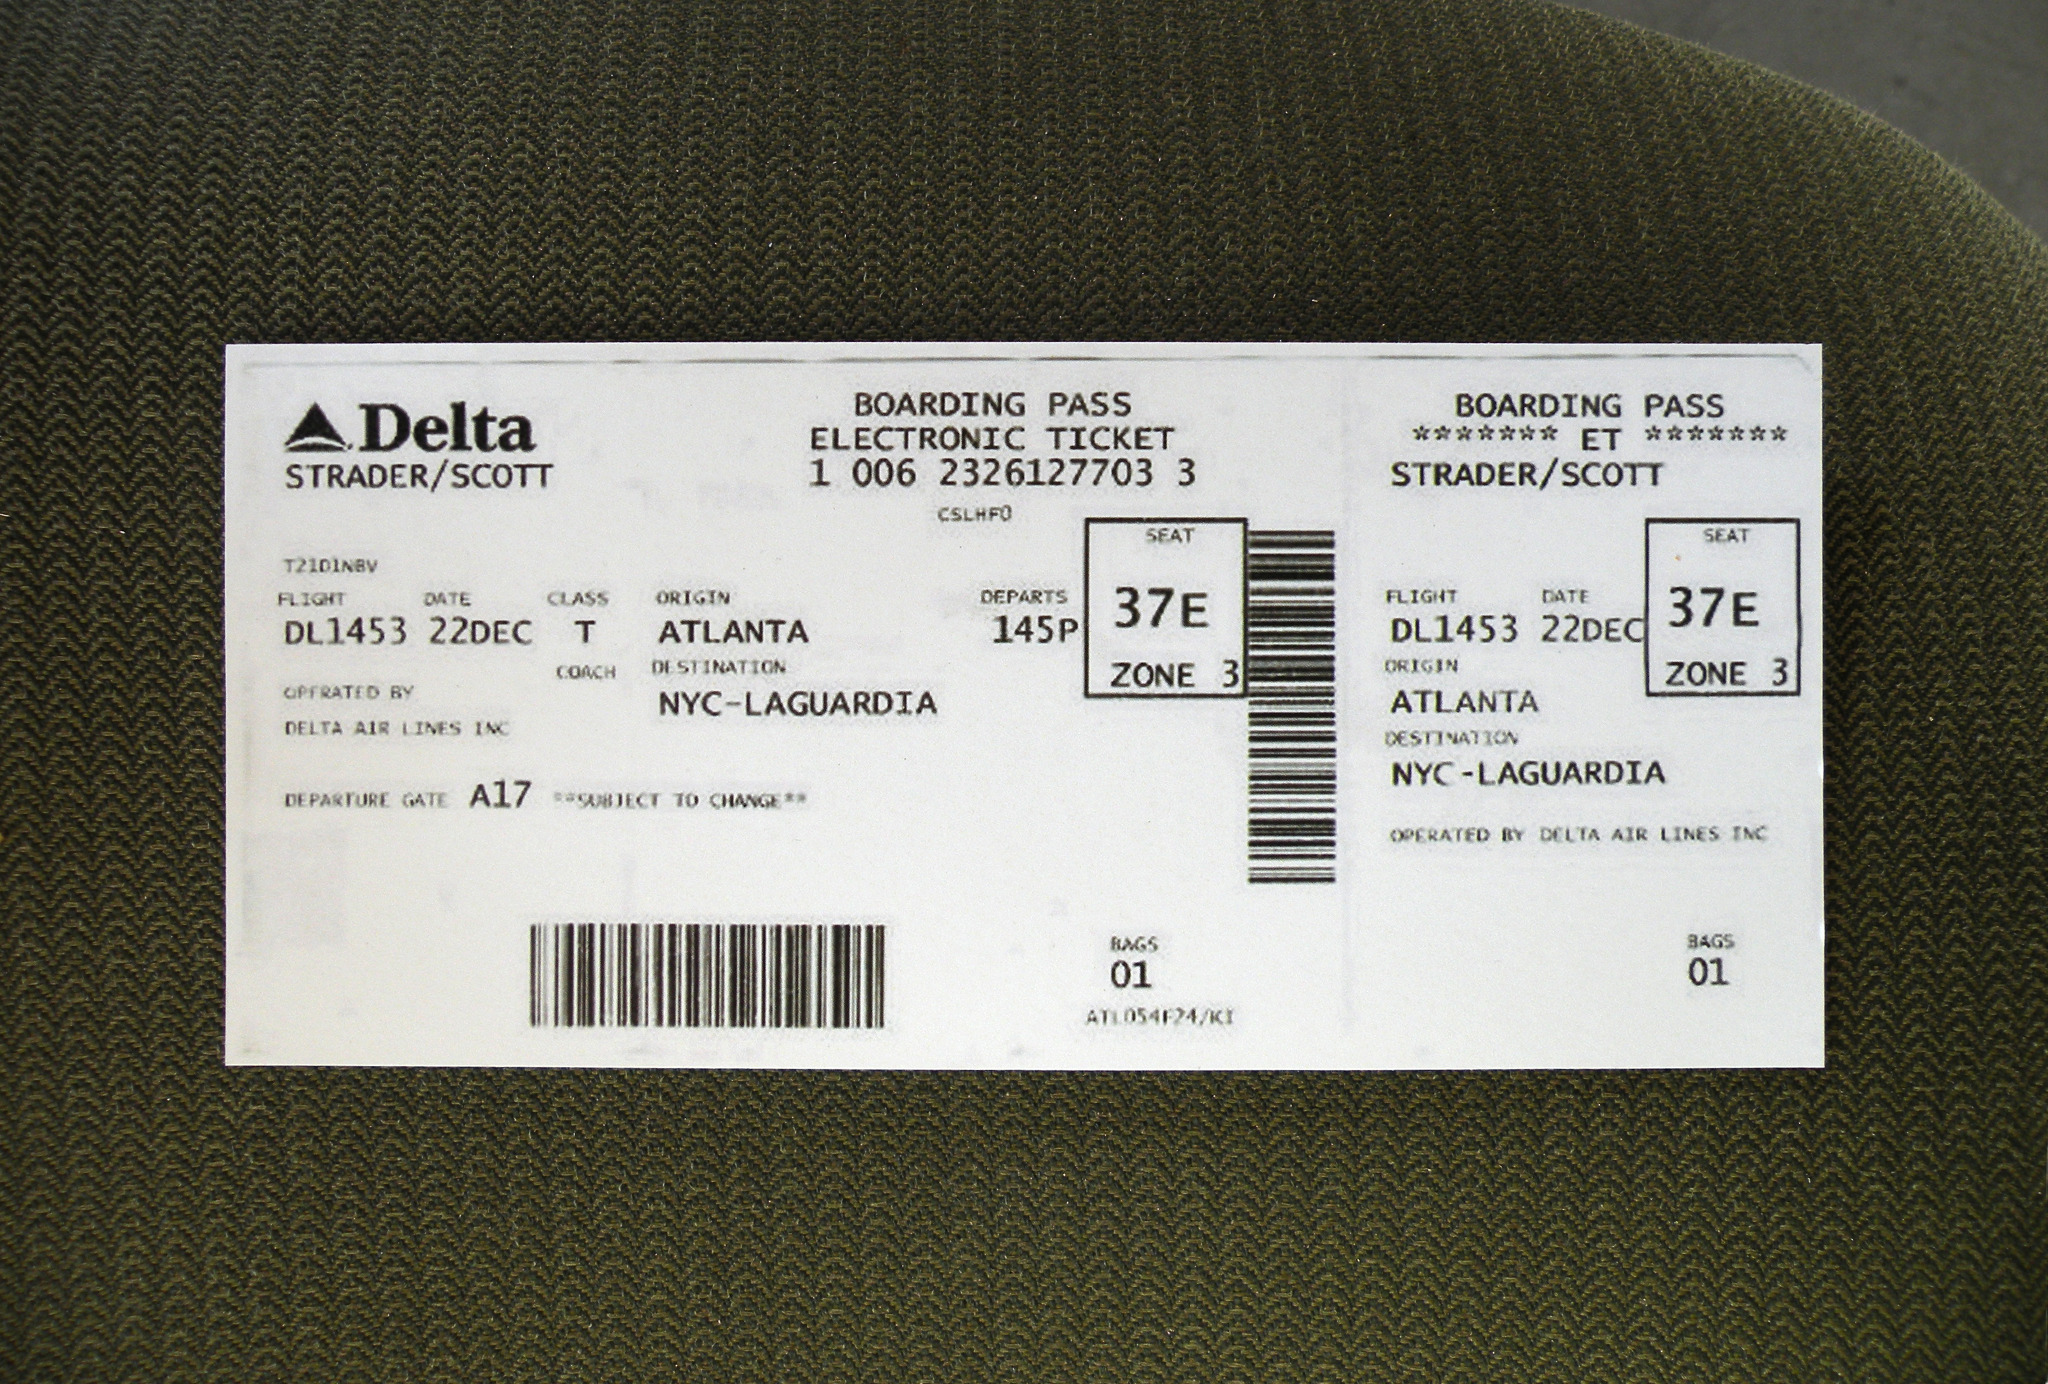 Delta
STRADER/SCOTT
BOARDING PASS
ELECTRONIC TICKET
1 006 2326127703 3
CSLHF0
T21D1NBV
FLIGHT DATE CLASS ORIGIN DEPARTS
DL1453 22DEC T ATLANTA 145P
COACH DESTINATION
NYC-LAGUARDIA
OPERATED BY
DELTA AIR LINES INC
DEPARTURE GATE A17 **SUBJECT TO CHANGE**
SEAT
37E
ZONE 3
BAGS
01
ATL054F24/KI
BOARDING PASS
******* ET *******
STRADER/SCOTT
FLIGHT DATE
DL1453 22DEC
SEAT
37E
ZONE 3
ORIGIN
ATLANTA
DESTINATION
NYC-LAGUARDIA
OPERATED BY DELTA AIR LINES INC
BAGS
01